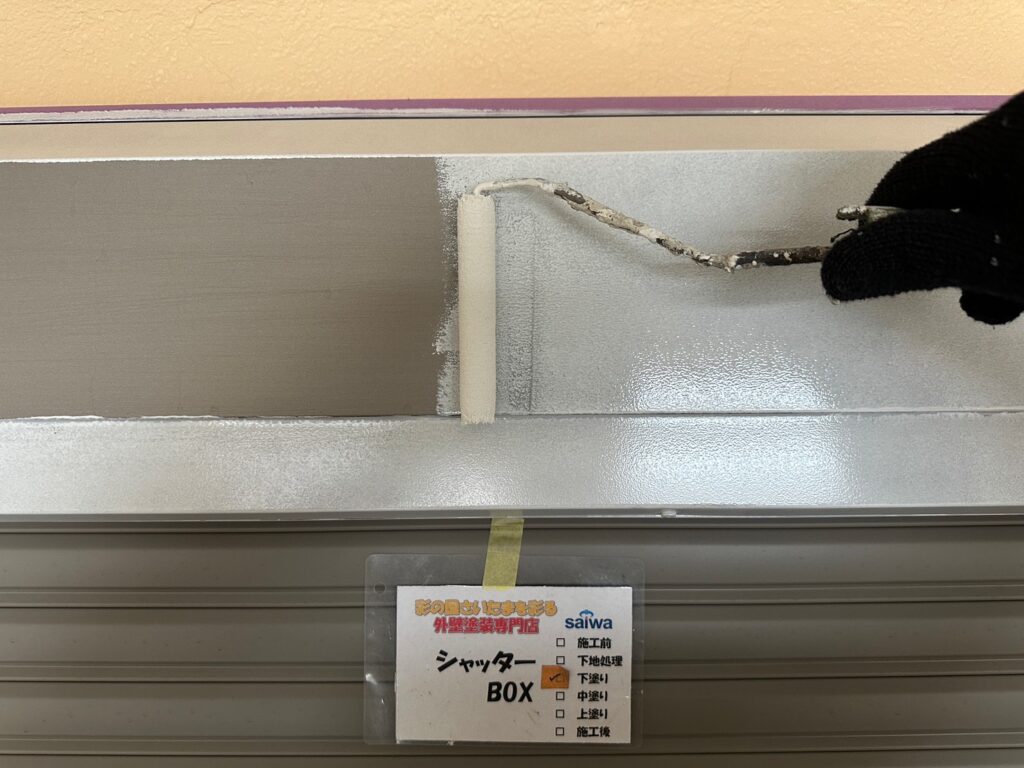 彩の国さいたまを彩る
外壁塗装専門店
saiwa
シャッター
BOX
□ 施工前
□ 下地処理
✓ 下塗り
□ 中塗り
□ 上塗り
□ 施工後